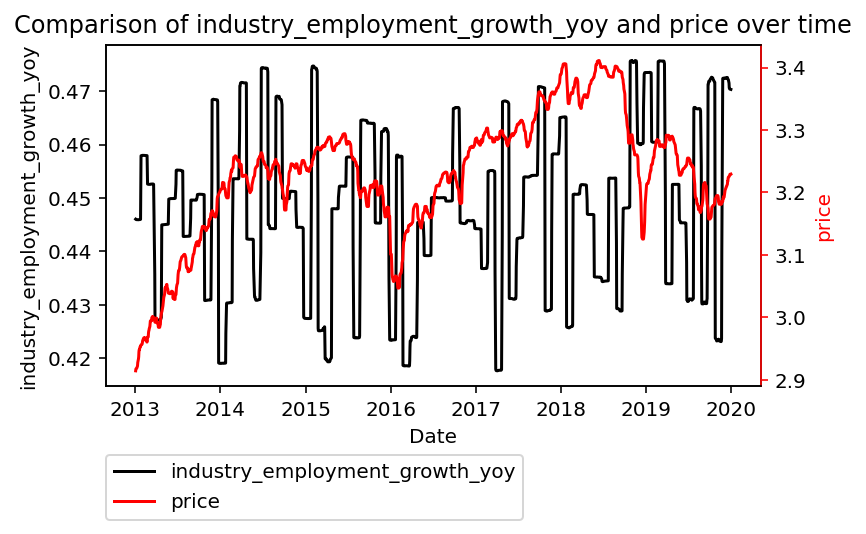 Comparison of industry_employment_growth_yoy and price over time
industry_employment_growth_yoy
0.47
0.46
0.45
0.44
0.43
0.42
3.4
3.3
3.2
3.1
3.0
2.9
price
2013 2014 2015 2016 2017 2018 2019 2020
Date
industry_employment_growth_yoy
price